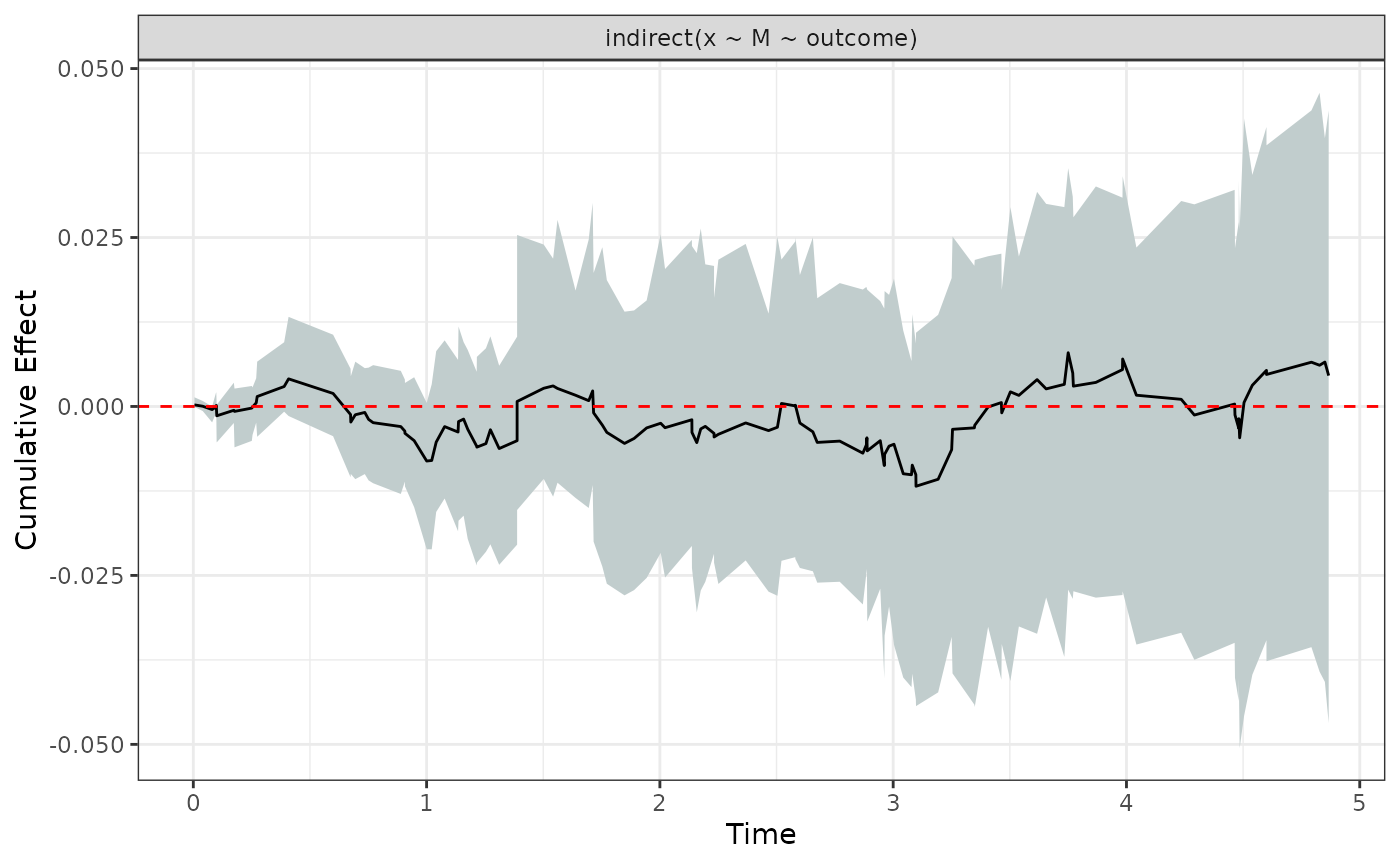 indirect(x ~ M ~ outcome)
0.050
0.025
0.000
-0.025
-0.050
Cumulative Effect
0 1 2 3 4 5
Time